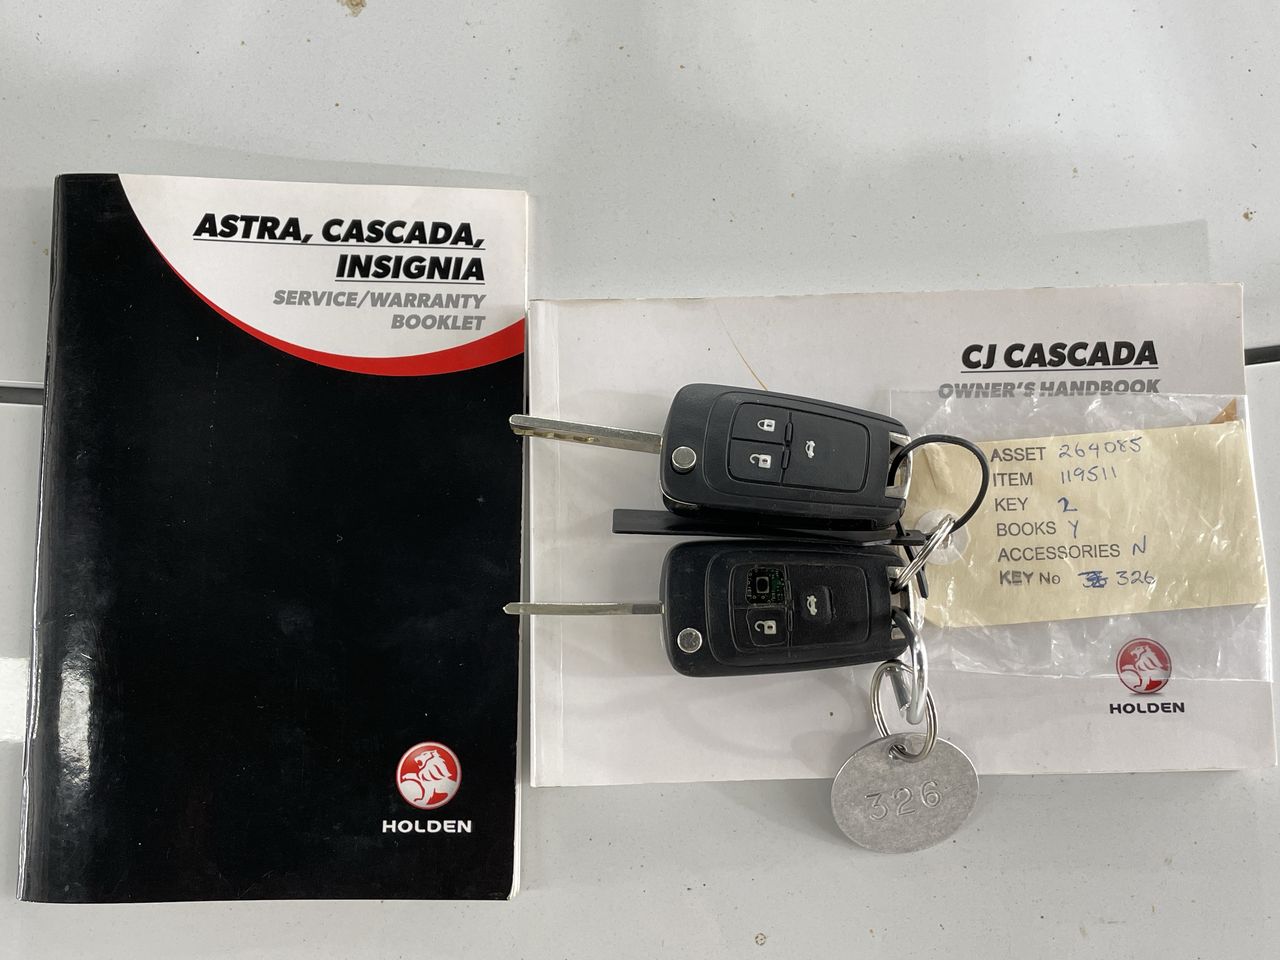 ASTRA, CASCADA,
INSIGNIA
SERVICE/WARRANTY
BOOKLET
HOLDEN
CJ CASCADA
OWNER'S HANDBOOK
ASSET 264085
ITEM 119511
KEY 2
BOOKS Y
ACCESSORIES N
KEY No 326
HOLDEN
326